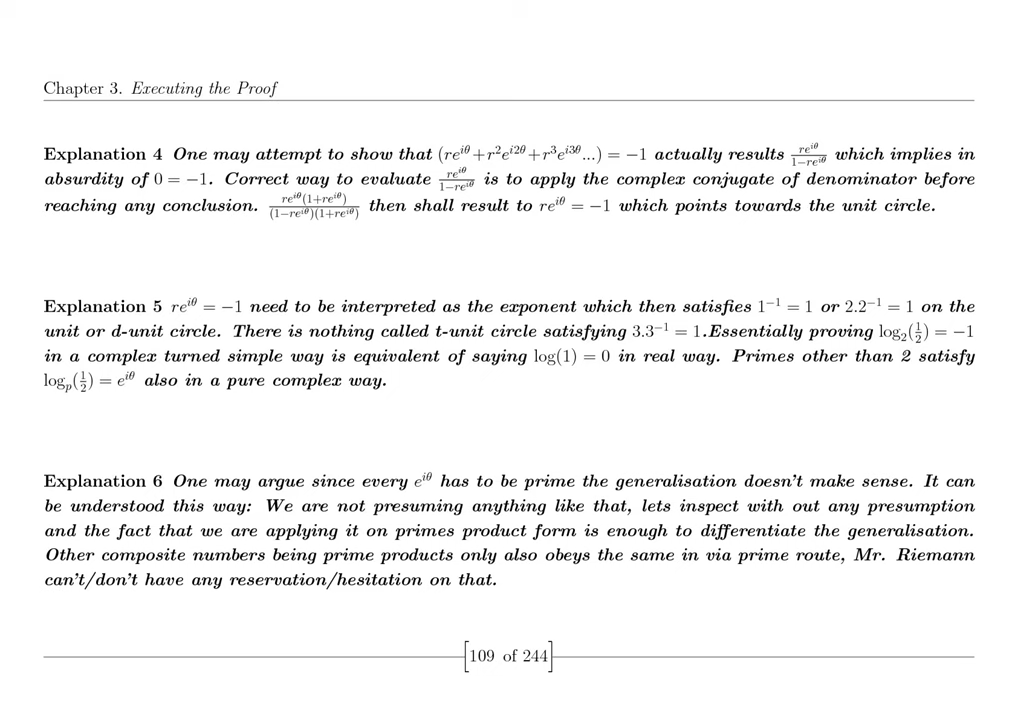 Chapter 3. Executing the Proof
Explanation 4 One may attempt to show that (re^{iθ}+r²e^{i2θ}+r³e^{i3θ}...) = −1 actually results \frac{re^{iθ}}{1−re^{iθ}} which implies in
absurdity of 0 = −1. Correct way to evaluate \frac{re^{iθ}}{1−re^{iθ}} is to apply the complex conjugate of denominator before
reaching any conclusion. \frac{re^{iθ}(1+re^{iθ})}{(1−re^{iθ})(1+re^{iθ})} then shall result to re^{iθ} = −1 which points towards the unit circle.
Explanation 5 re^{iθ} = −1 need to be interpreted as the exponent which then satisfies 1^{−1} = 1 or 2.2^{−1} = 1 on the
unit or d-unit circle. There is nothing called t-unit circle satisfying 3.3^{−1} = 1.Essentially proving log₂(\frac{1}{2}) = −1
in a complex turned simple way is equivalent of saying log(1) = 0 in real way. Primes other than 2 satisfy
log_p(\frac{1}{2}) = e^{iθ} also in a pure complex way.
Explanation 6 One may argue since every e^{iθ} has to be prime the generalisation doesn't make sense. It can
be understood this way: We are not presuming anything like that, lets inspect with out any presumption
and the fact that we are applying it on primes product form is enough to differentiate the generalisation.
Other composite numbers being prime products only also obeys the same in via prime route, Mr. Riemann
can't/don't have any reservation/hesitation on that.
[109 of 244]